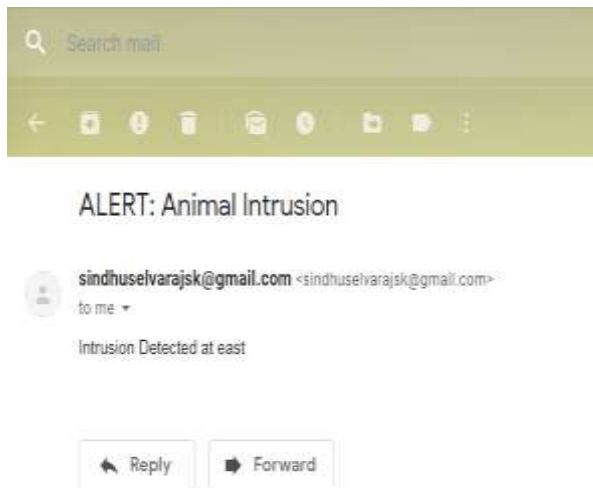 Search mail
ALERT: Animal Intrusion
sindhuselvarajsk@gmail.com <sindhuselvarajsk@gmail.com>
to me
Intrusion Detected at east
Reply
Forward